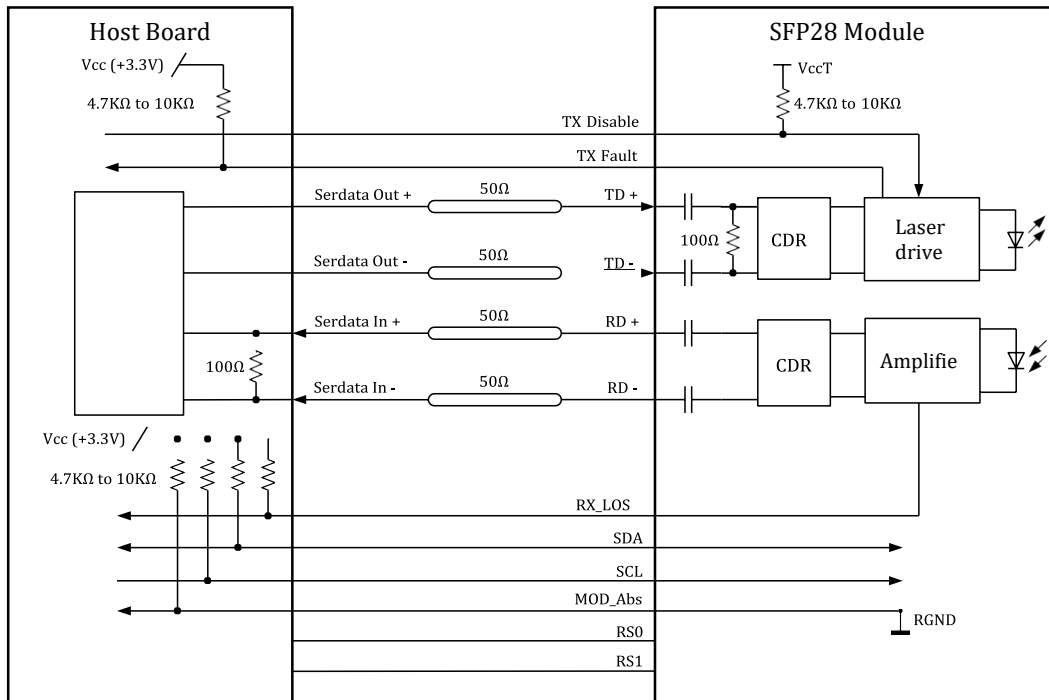 Host Board
SFP28 Module
Vcc (+3.3V)
VccT
4.7KΩ to 10KΩ
4.7KΩ to 10KΩ
TX Disable
TX Fault
Serdata Out +
50Ω
TD +
100Ω
CDR
Laser
drive
Serdata Out -
50Ω
TD -
Serdata In +
50Ω
RD +
100Ω
CDR
Amplifie
Serdata In -
50Ω
RD -
Vcc (+3.3V)
4.7KΩ to 10KΩ
RX_LOS
SDA
SCL
MOD_Abs
RGND
RS0
RS1